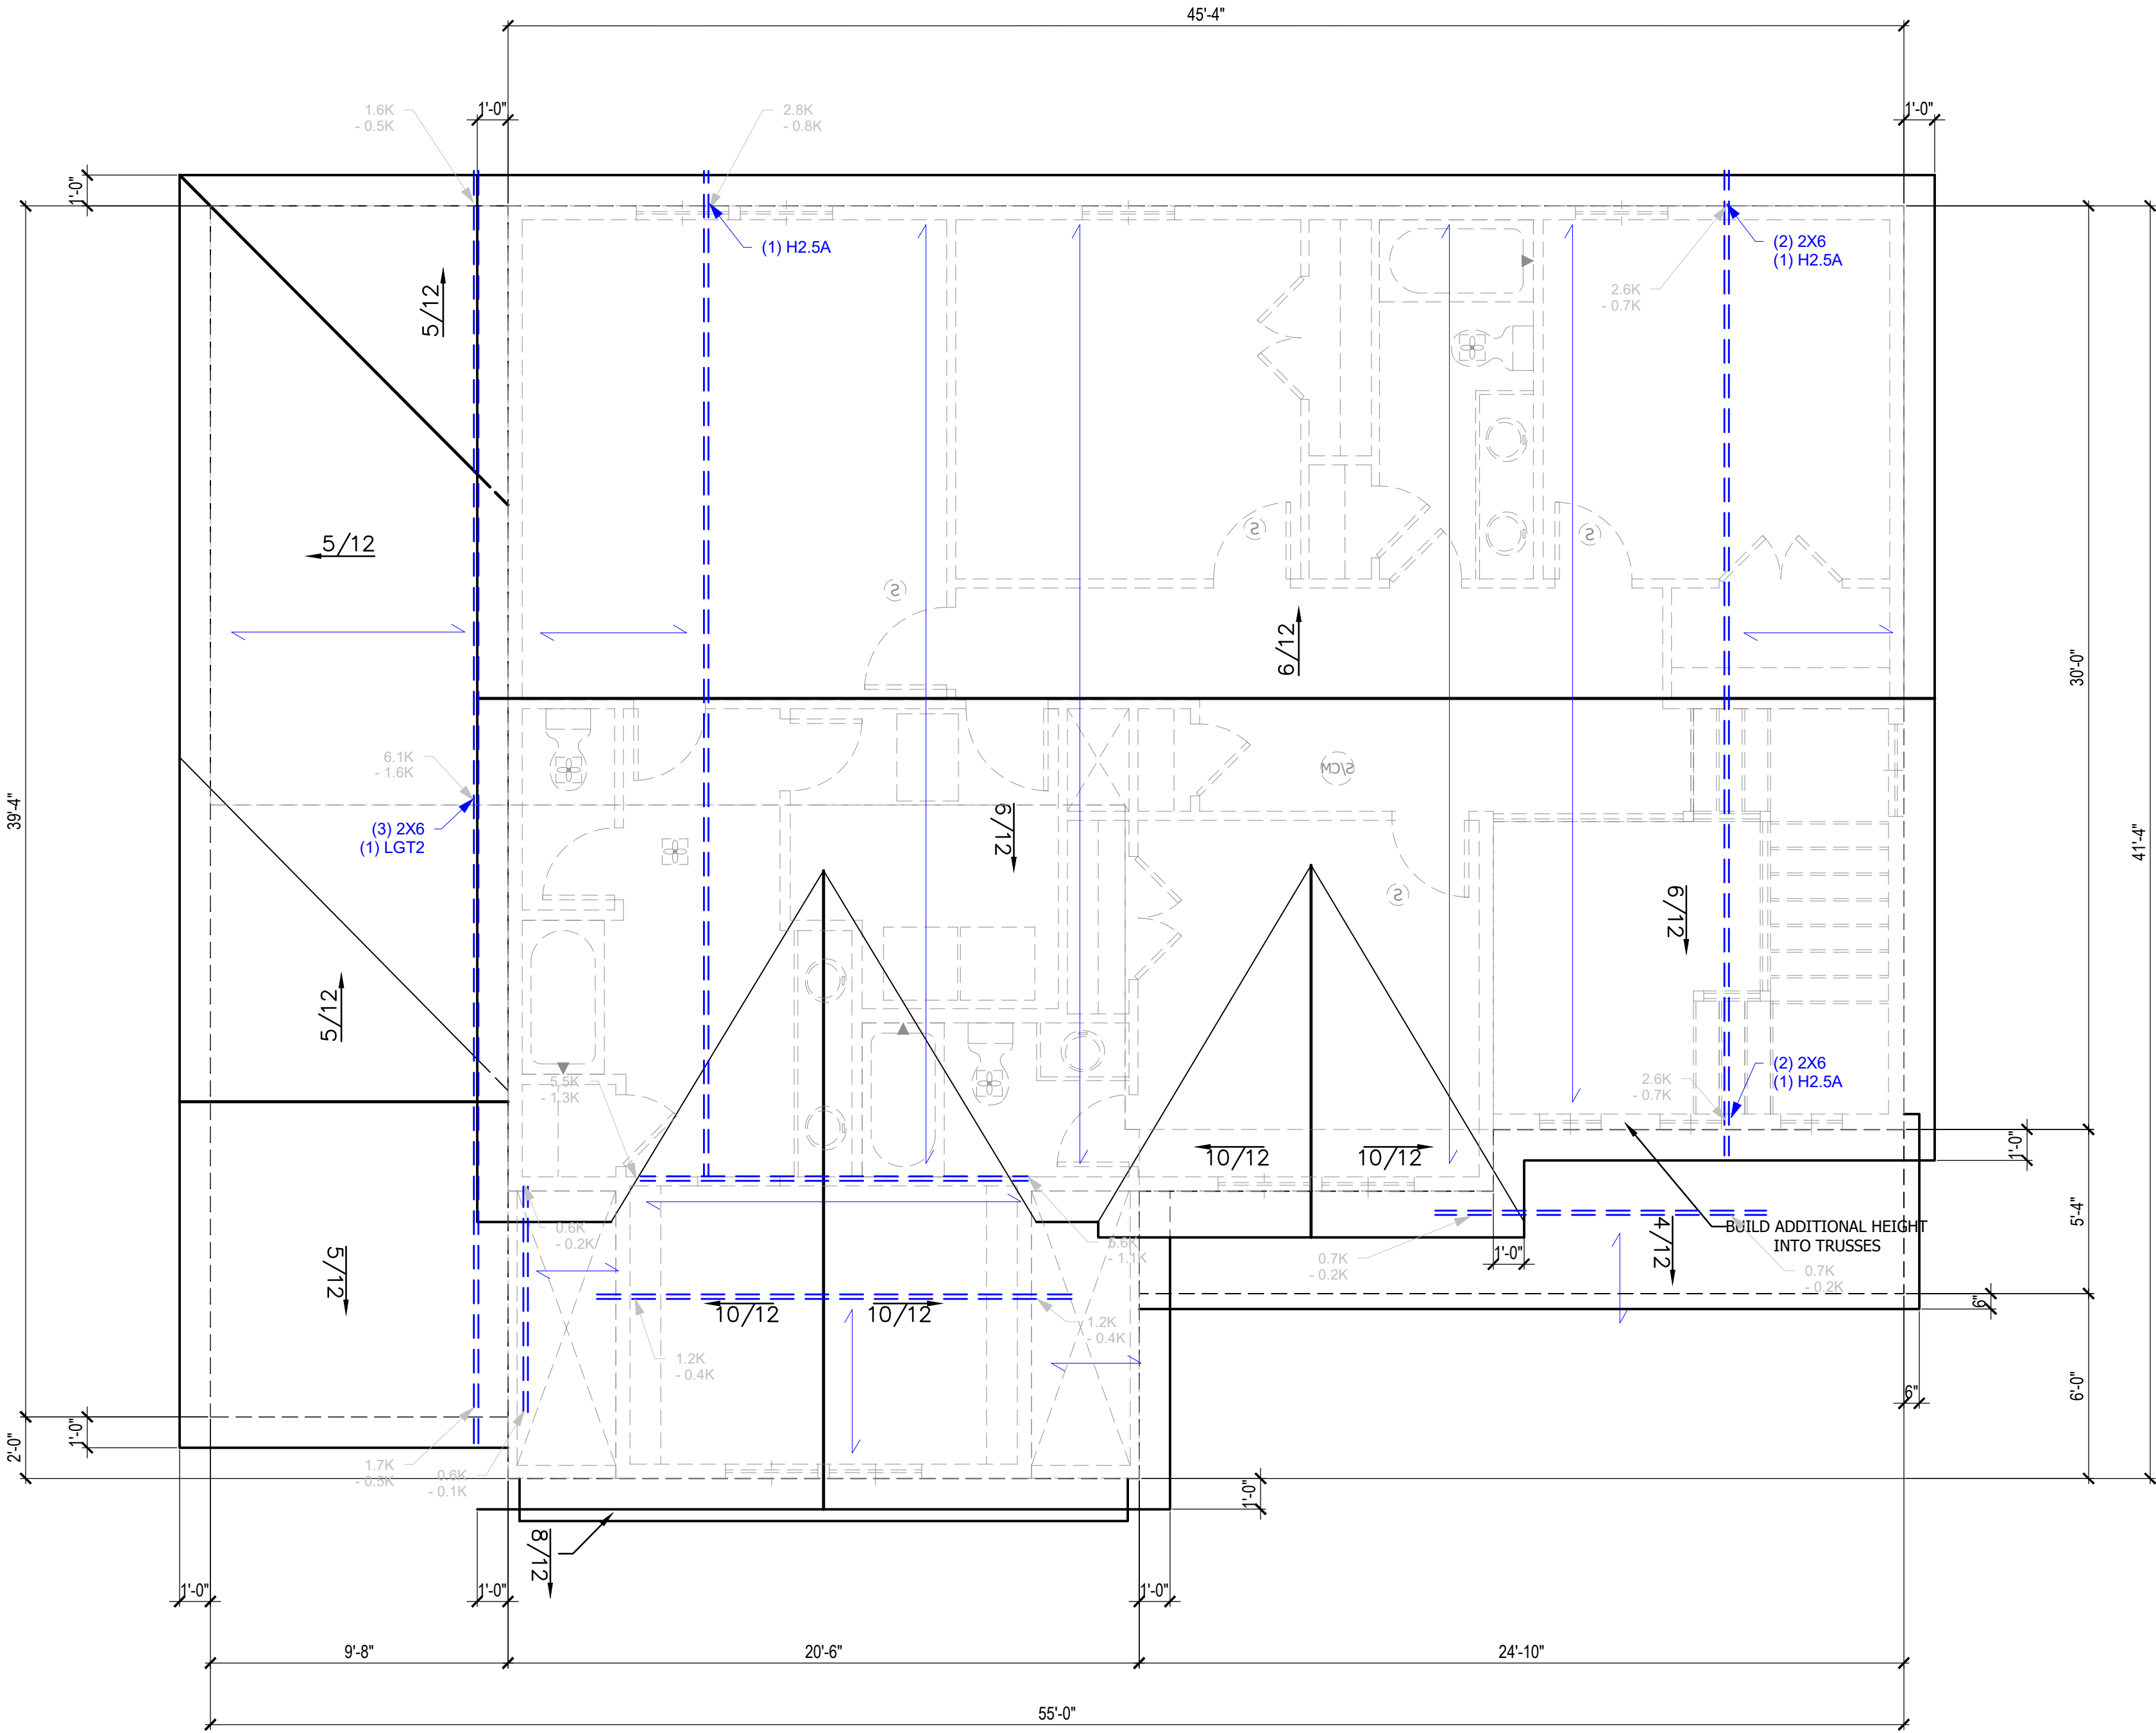 45'-4"
1.6K
- 0.5K
1'-0"
2.8K
- 0.8K
1'-0"
1'-0"
(1) H2.5A
(2) 2X6
(1) H2.5A
2.6K
- 0.7K
5/12
5/12
S
S
S
6/12
30'-0"
6.1K
- 1.6K
S/CM
39'-4"
(3) 2X6
(1) LGT2
6/12
41'-4"
S
6/12
5/12
5.5K
- 1.3K
2.6K
- 0.7K
(2) 2X6
(1) H2.5A
10/12
10/12
1'-0"
0.6K
- 0.2K
5.6K
- 1.1K
0.7K
- 0.2K
1'-0"
4/12
BUILD ADDITIONAL HEIGHT
INTO TRUSSES
0.7K
- 0.2K
5'-4"
5/12
10/12
10/12
6"
1.2K
- 0.4K
1.2K
- 0.4K
6"
6'-0"
2'-0"
1'-0"
1.7K
- 0.5K
0.6K
- 0.1K
1'-0"
8/12
1'-0"
1'-0"
1'-0"
9'-8"
20'-6"
24'-10"
55'-0"